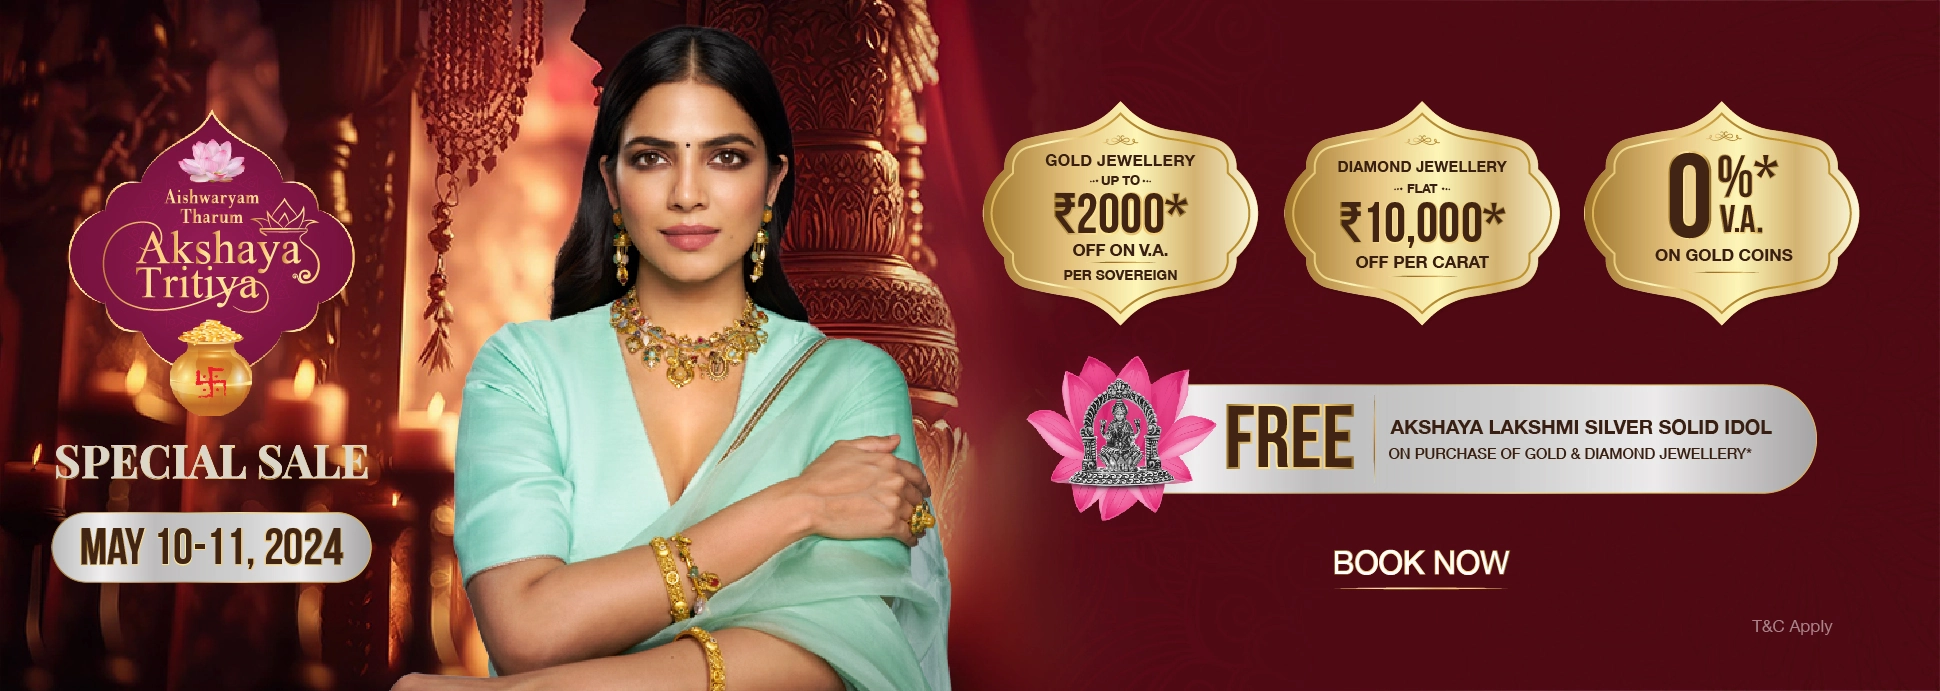 Aishwaryam
Tharum
Akshaya
Tritiya
SPECIAL SALE
MAY 10-11, 2024
GOLD JEWELLERY
UP TO
₹2000*
OFF ON V.A.
PER SOVEREIGN
DIAMOND JEWELLERY
FLAT
₹10,000*
OFF PER CARAT
0%*
V.A.
ON GOLD COINS
FREE
AKSHAYA LAKSHMI SILVER SOLID IDOL
ON PURCHASE OF GOLD & DIAMOND JEWELLERY*
BOOK NOW
T&C Apply